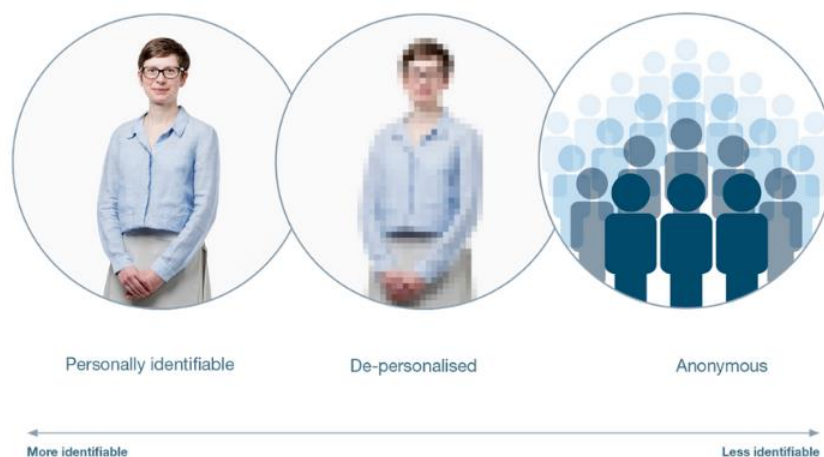 Personally identifiable
De-personalised
Anonymous
More identifiable
Less identifiable